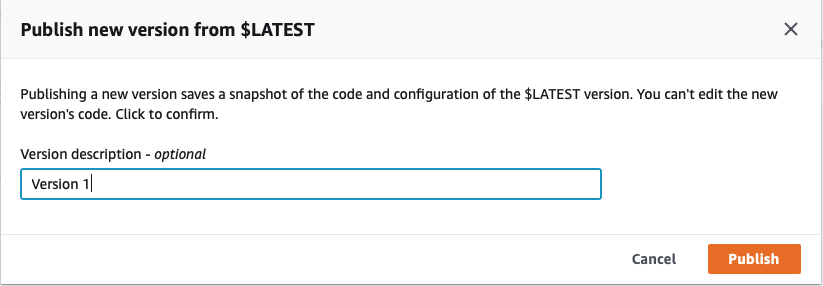 Publish new version from $LATEST
Publishing a new version saves a snapshot of the code and configuration of the $LATEST version. You can't edit the new
version's code. Click to confirm.
Version description - optional
Version 1
Cancel
Publish